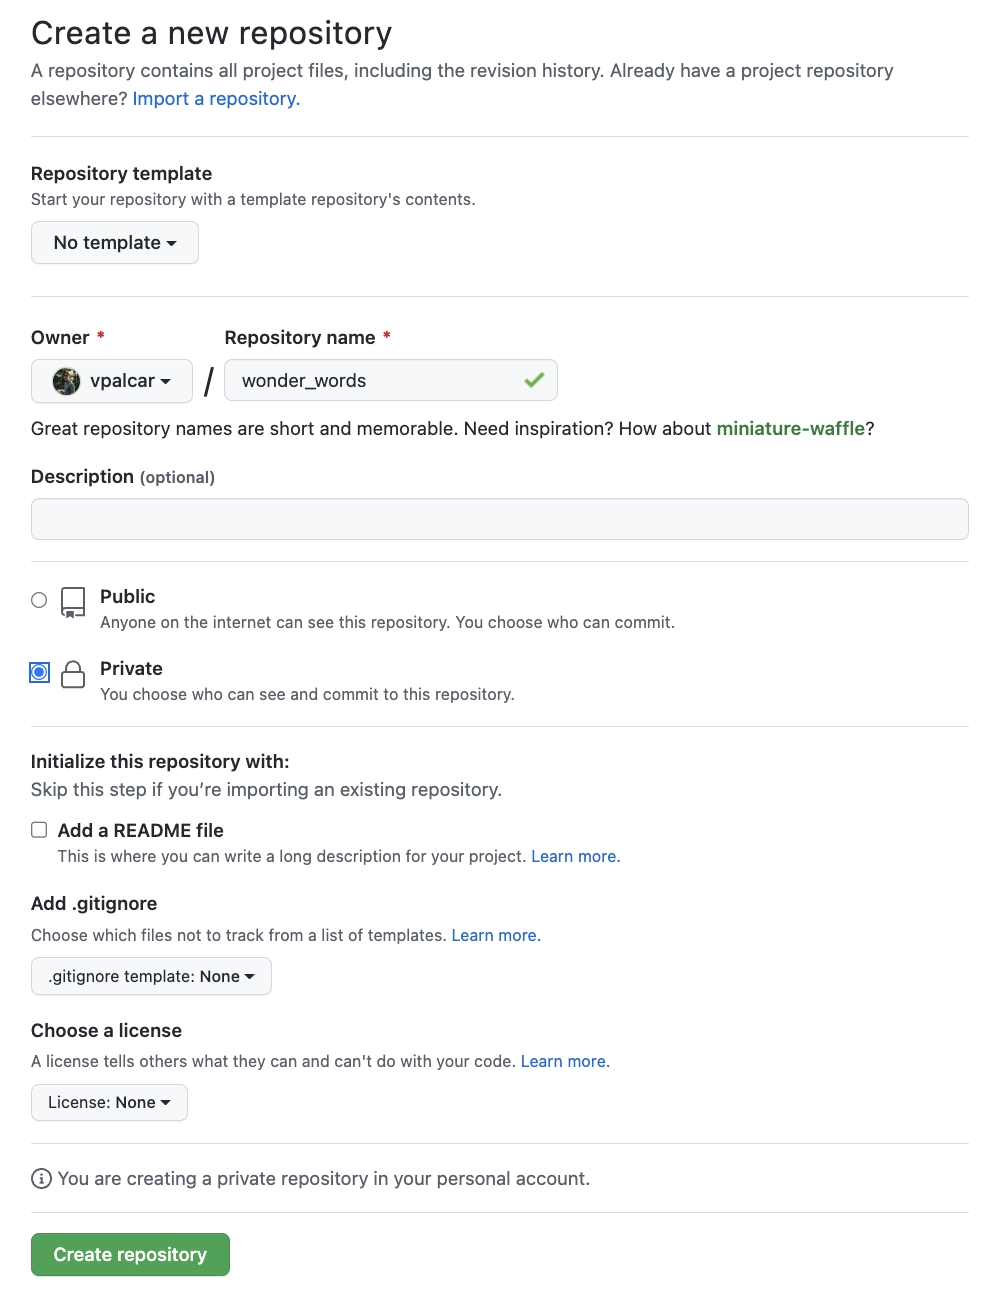 Create a new repository
A repository contains all project files, including the revision history. Already have a project repository
elsewhere? Import a repository.
Repository template
Start your repository with a template repository's contents.
No template
Owner * Repository name *
vpalcar / wonder_words
Great repository names are short and memorable. Need inspiration? How about miniature-waffle?
Description (optional)
Public
Anyone on the internet can see this repository. You choose who can commit.
Private
You choose who can see and commit to this repository.
Initialize this repository with:
Skip this step if you’re importing an existing repository.
Add a README file
This is where you can write a long description for your project. Learn more.
Add .gitignore
Choose which files not to track from a list of templates. Learn more.
.gitignore template: None
Choose a license
A license tells others what they can and can't do with your code. Learn more.
License: None
You are creating a private repository in your personal account.
Create repository